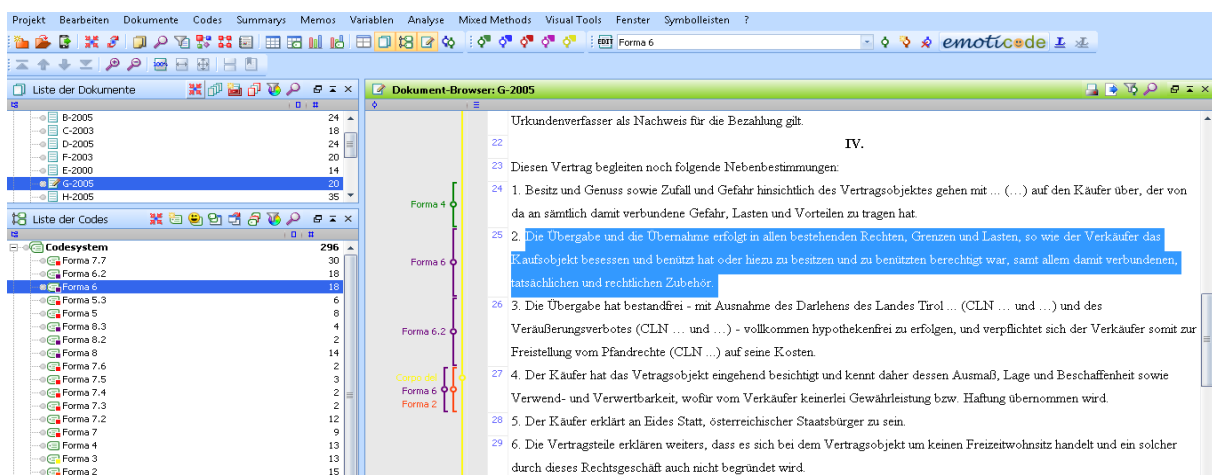 Projekt Bearbeiten Dokumente Codes Summarys Memos Variablen Analyse Mixed Methods Visual Tools Fenster Symbolleisten ?
EDIT Forma 6 emoticode
100%
Liste der Dokumente
B-2005 24
C-2003 18
D-2005 24
F-2003 20
E-2000 14
G-2005 20
H-2005 35
Liste der Codes
Codesystem 296
Forma 7.7 30
Forma 6.2 18
Forma 6 18
Forma 5.3 6
Forma 5 8
Forma 8.3 4
Forma 8.2 2
Forma 8 14
Forma 7.6 2
Forma 7.5 3
Forma 7.4 2
Forma 7.3 2
Forma 7.2 12
Forma 7 9
Forma 4 13
Forma 3 13
Forma 2 15
Dokument-Browser: G-2005
Urkundenverfasser als Nachweis für die Bezahlung gilt.
22 IV.
23 Diesen Vertrag begleiten noch folgende Nebenbestimmungen:
24 1. Besitz und Genuss sowie Zufall und Gefahr hinsichtlich des Vertragsobjektes gehen mit ... (…) auf den Käufer über, der von
Forma 4
da an sämtlich damit verbundene Gefahr, Lasten und Vorteilen zu tragen hat.
25 2. Die Übergabe und die Übernahme erfolgt in allen bestehenden Rechten, Grenzen und Lasten, so wie der Verkäufer das
Forma 6
Kaufsobjekt besessen und benützt hat oder hiezu zu besitzen und zu benützten berechtigt war, samt allem damit verbundenen,
tatsächlichen und rechtlichen Zubehör.
26 3. Die Übergabe hat bestandfrei - mit Ausnahme des Darlehens des Landes Tirol ... (CLN … und …) und des
Forma 6.2
Veräußerungsverbotes (CLN … und …) - vollkommen hypothekenfrei zu erfolgen, und verpflichtet sich der Verkäufer somit zur
Freistellung vom Pfandrechte (CLN ...) auf seine Kosten.
27 4. Der Käufer hat das Vetragsobjekt eingehend besichtigt und kennt daher dessen Ausmaß, Lage und Beschaffenheit sowie
Forma 6
Forma 2
Verwend- und Verwertbarkeit, wofür vom Verkäufer keinerlei Gewährleistung bzw. Haftung übernommen wird.
28 5. Der Käufer erklärt an Eides Statt, österreichischer Staatsbürger zu sein.
29 6. Die Vertragsteile erklären weiters, dass es sich bei dem Vertragsobjekt um keinen Freizeitwohnsitz handelt und ein solcher
durch dieses Rechtsgeschäft auch nicht begründet wird.